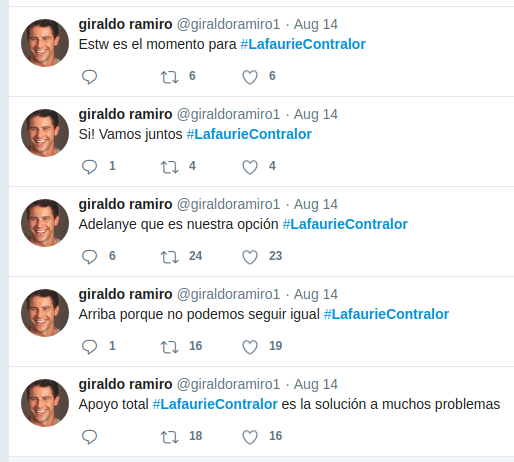 giraldo ramiro @giraldoramiro1 · Aug 14
Estw es el momento para #LafaurieContralor
6 6
giraldo ramiro @giraldoramiro1 · Aug 14
Si! Vamos juntos #LafaurieContralor
1 4 4
giraldo ramiro @giraldoramiro1 · Aug 14
Adelanye que es nuestra opción #LafaurieContralor
6 24 23
giraldo ramiro @giraldoramiro1 · Aug 14
Arriba porque no podemos seguir igual #LafaurieContralor
1 16 19
giraldo ramiro @giraldoramiro1 · Aug 14
Apoyo total #LafaurieContralor es la solución a muchos problemas
18 16